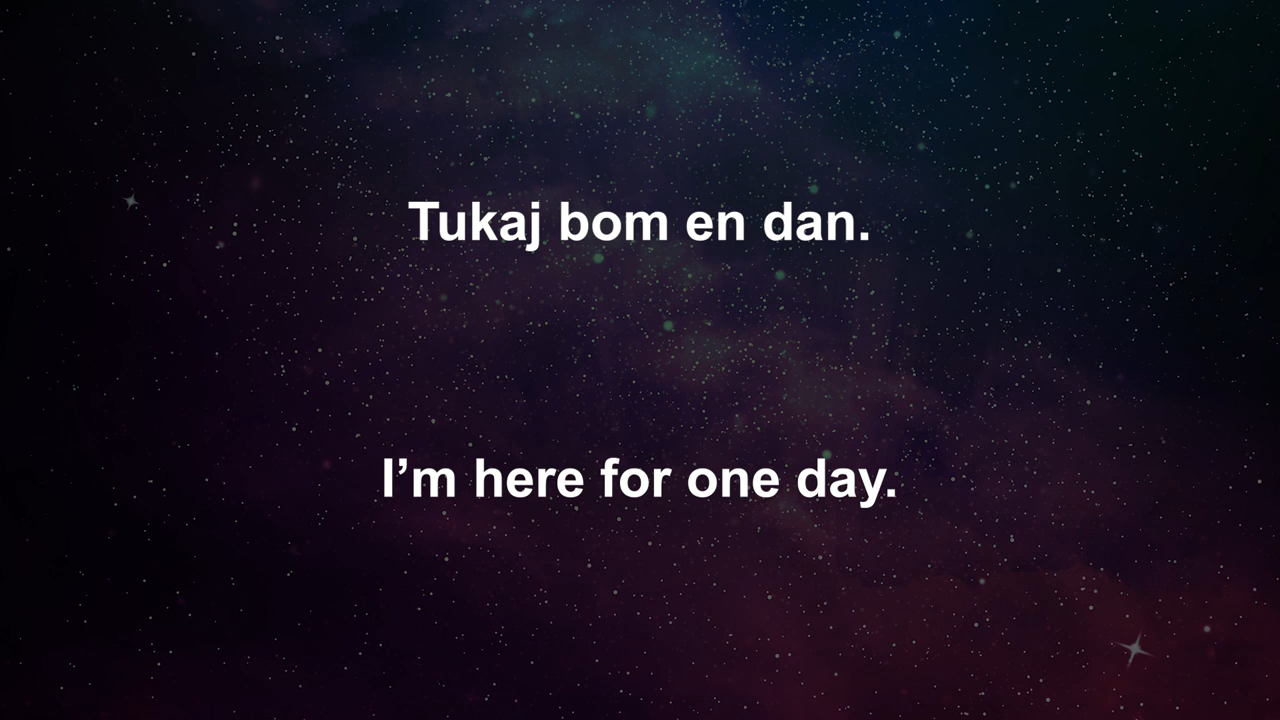 Tukaj bom en dan.
I’m here for one day.